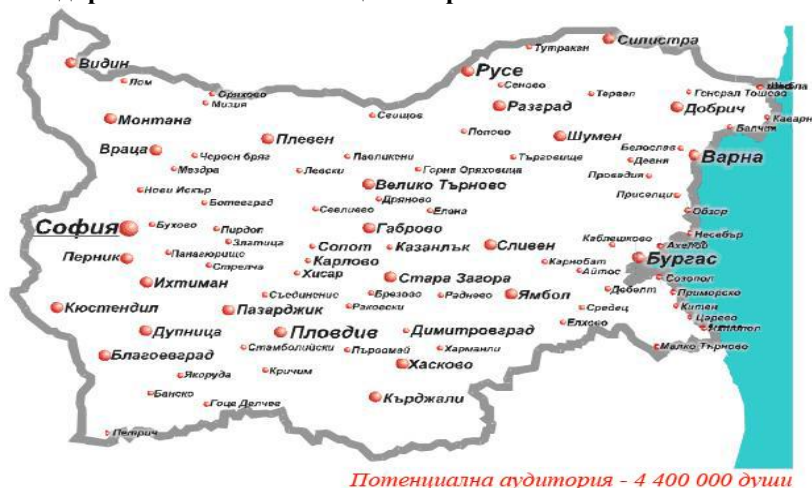 Тутракан
Силистра
Видин
Русе
Лом
Сеново
Оряхово
Мизия
Тервел
Генерал Тошево
Монтана
Свищов
Разград
Добрич
Попово
Шумен
Балчик
Плевен
Враца
Черven бряг
Павликени
Търговище
Белослав
Девня
Варна
Мездра
Левски
Горна Оряховица
Провадия
Нови Искър
Велико Търново
Приселци
Ботевград
Дряново
Севлиево
Елена
Обзор
София
Бухово
Пирдоп
Габрово
Несебър
Златица
Сопот
Казанлък
Сливен
Каблешково
Ахелой
Перник
Панагюрище
Карлово
Бургас
Стрелча
Хисар
Карнобат
Айтос
Созопол
Ихтиман
Стара Загора
Дебелт
Съединение
Брезово
Раднево
Ямбол
Приморско
Кюстендил
Пазарджик
Раковски
Средец
Китен
Царево
Дупница
Пловдив
Димитровград
Елхово
Благоевград
Стамболийски
Първомай
Харманли
Малко Търново
Якоруда
Кричим
Хасково
Банско
Гоце Делчев
Кърджали
Петрич
Потенциална аудитория - 4 400 000 души